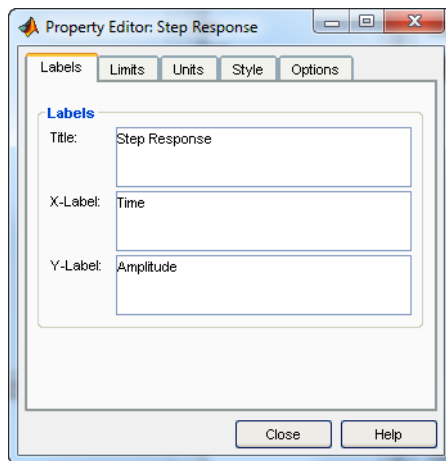 Property Editor: Step Response
Labels Limits Units Style Options
Labels
Title: Step Response
X-Label: Time
Y-Label: Amplitude
Close Help